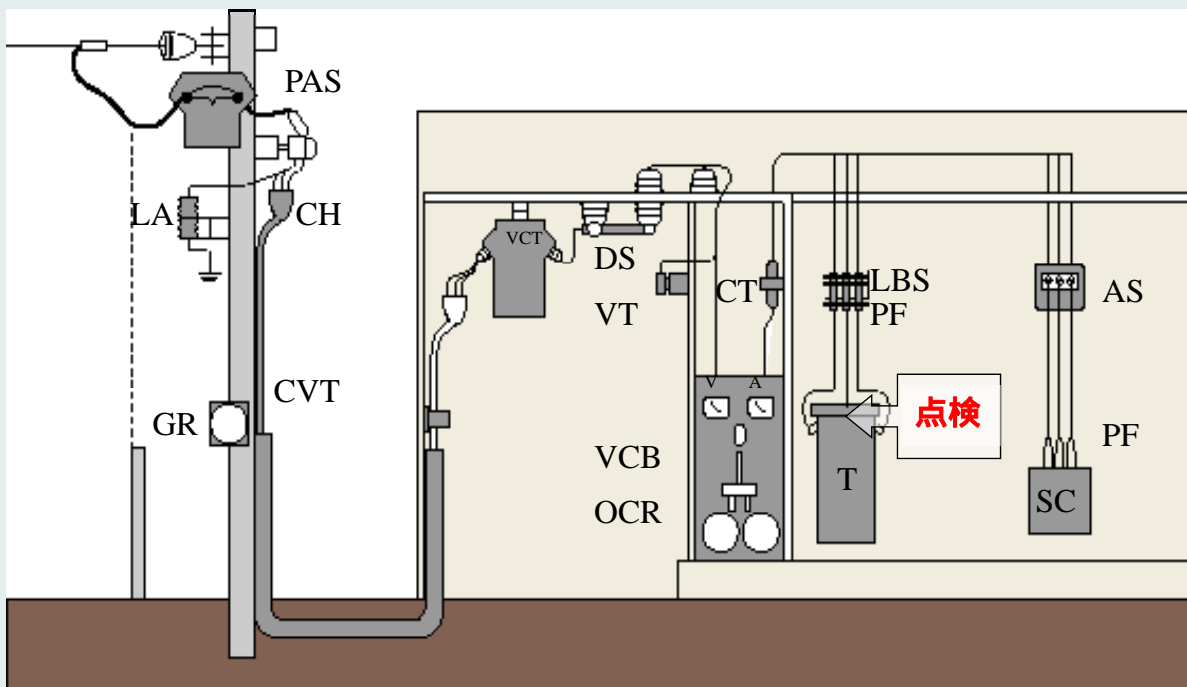 PAS
LA
CH
VCT
DS
VT
CT
LBS
PF
AS
CVT
GR
V A
点検
VCB
OCR
T
PF
SC